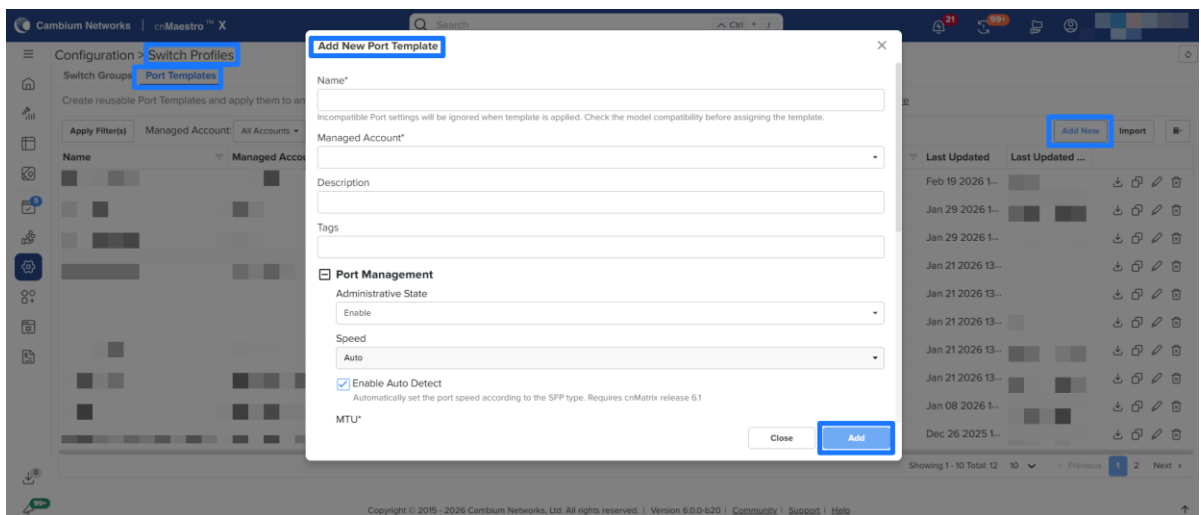 Cambium Networks | cnMaestro™ X
Search
Ctrl + /
21
99+
Configuration > Switch Profiles
Switch Groups Port Templates
Create reusable Port Templates and apply them to an
Apply Filter(s) Managed Account: All Accounts
Add New Import
Name Managed Accou Last Updated Last Updated ...
Feb 19 2026 1...
Jan 29 2026 1...
Jan 29 2026 1...
Jan 21 2026 13...
Jan 21 2026 13...
Jan 21 2026 13...
Jan 21 2026 13...
Jan 21 2026 13...
Jan 08 2026 1...
Dec 26 2025 1...
5
0
99+
Add New Port Template
Name*
Incompatible Port settings will be ignored when template is applied. Check the model compatibility before assigning the template.
Managed Account*
Description
Tags
Port Management
Administrative State
Enable
Speed
Auto
Enable Auto Detect
Automatically set the port speed according to the SFP type. Requires cnMatrix release 6.1
MTU*
Close Add
Showing 1 - 10 Total: 12 10 < Previous 1 2 Next >
Copyright © 2015 - 2026 Cambium Networks, Ltd. All rights reserved. | Version 6.0.0-b20 | Community | Support | Help